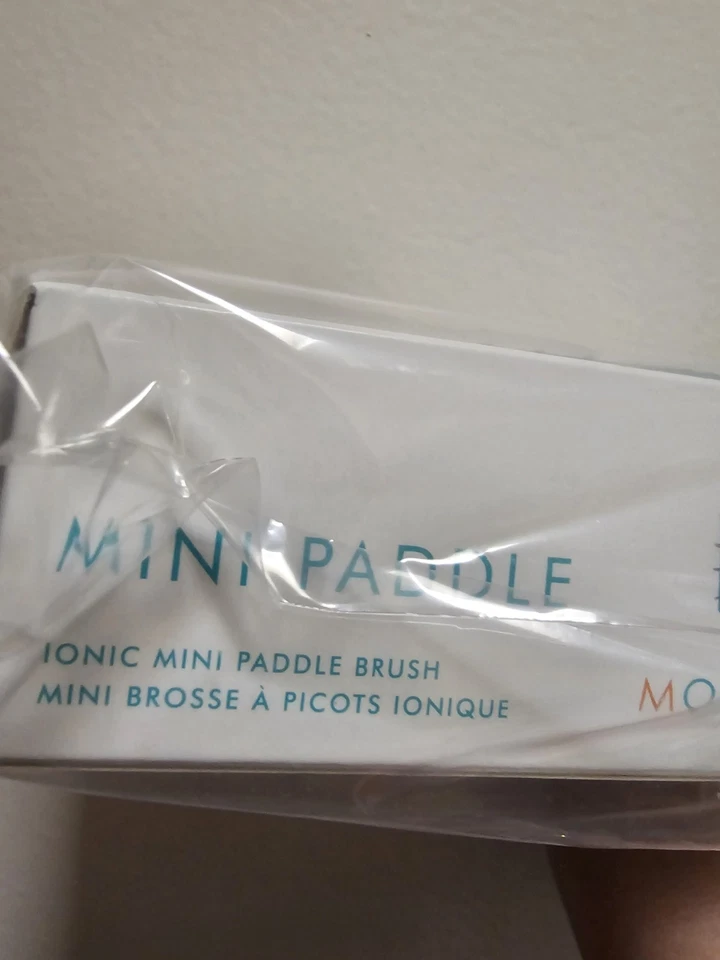 MINI PADDLE
IONIC MINI PADDLE BRUSH
MINI BROSSE À PICOTS IONIQUE